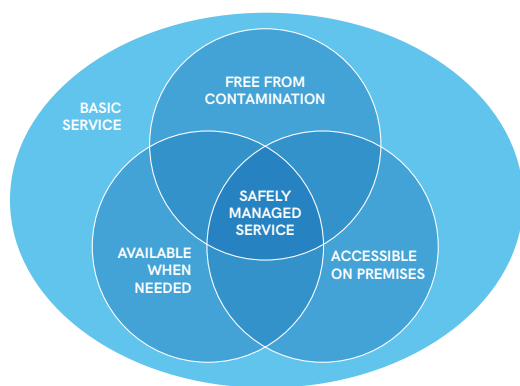 FREE FROM
CONTAMINATION
BASIC
SERVICE
SAFELY
MANAGED
SERVICE
AVAILABLE
WHEN
NEEDED
ACCESSIBLE
ON PREMISES